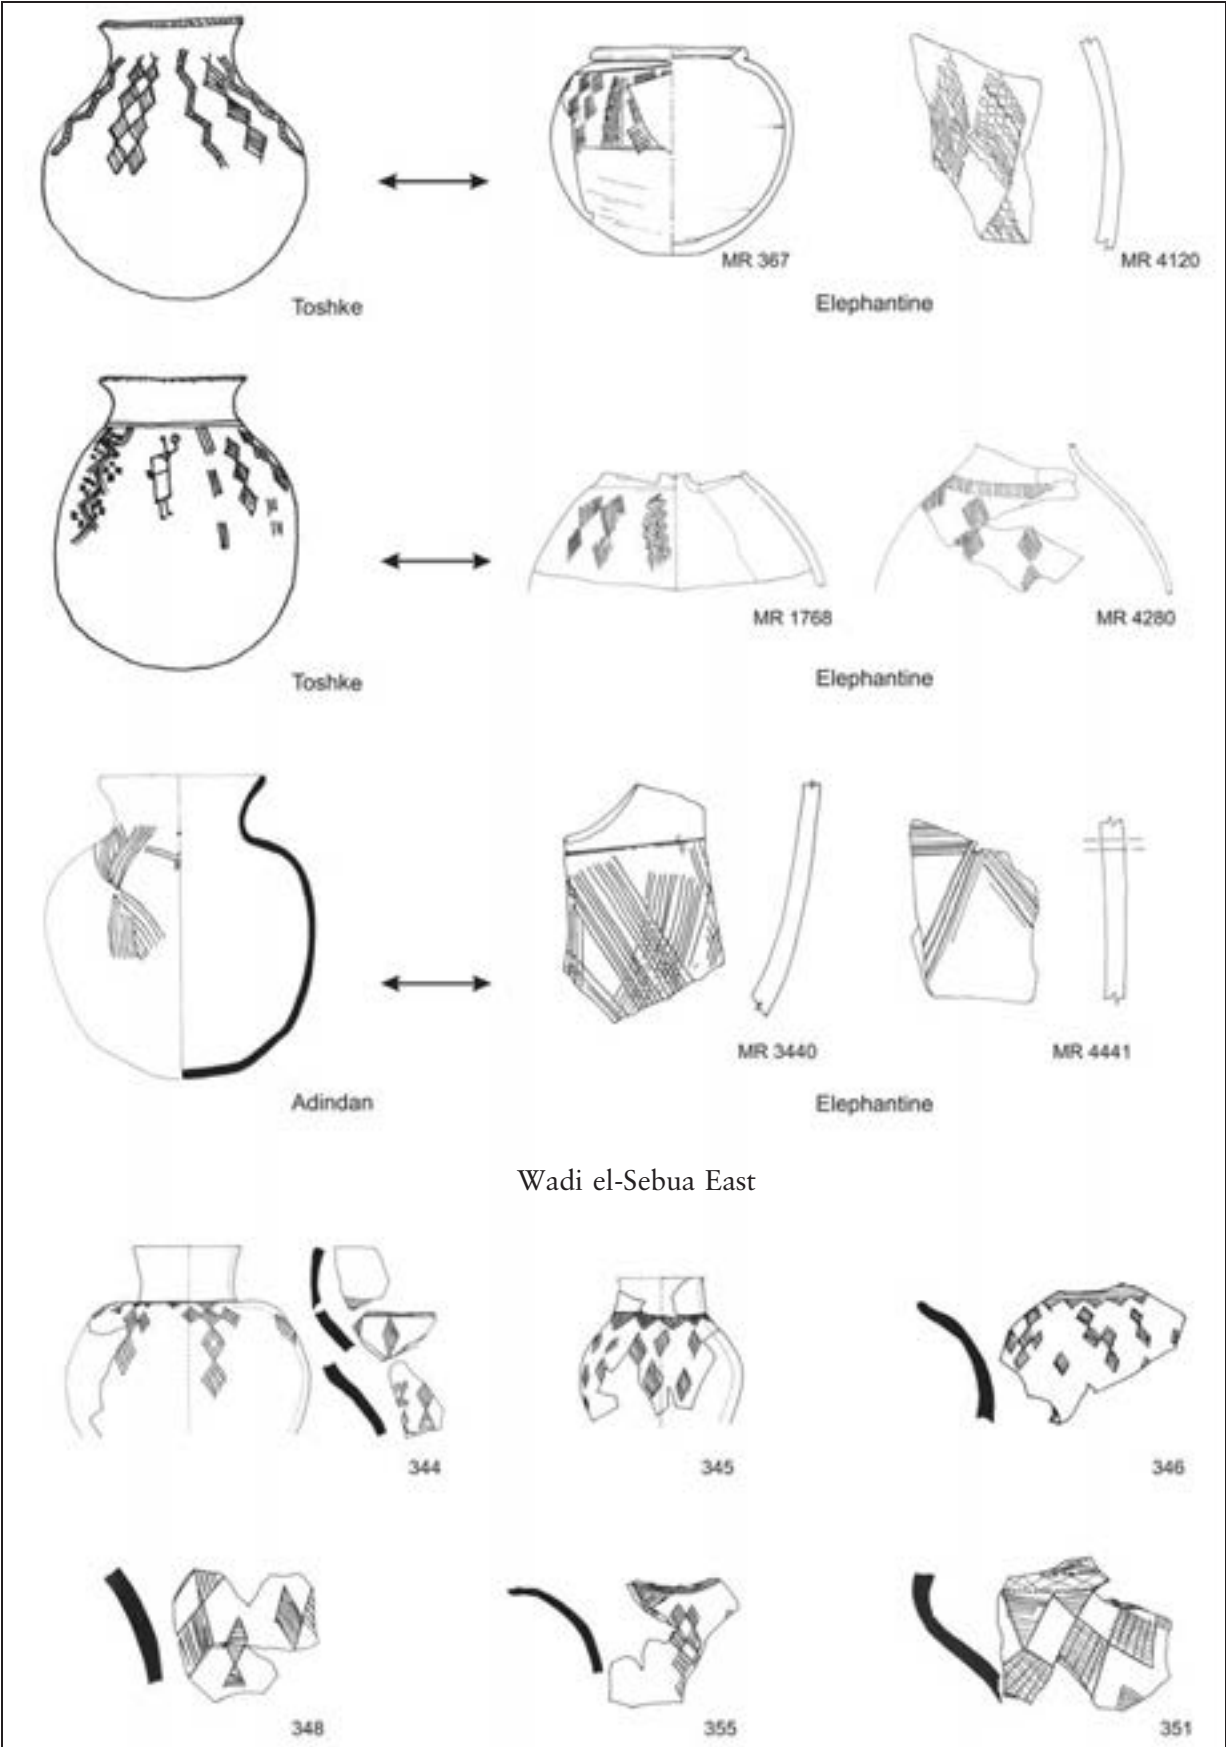 MR 367
MR 4120
Toshke
Elephantine
MR 1768
MR 4280
Toshke
Elephantine
MR 3440
MR 4441
Adindan
Elephantine
Wadi el-Sebua East
344
345
346
348
355
351